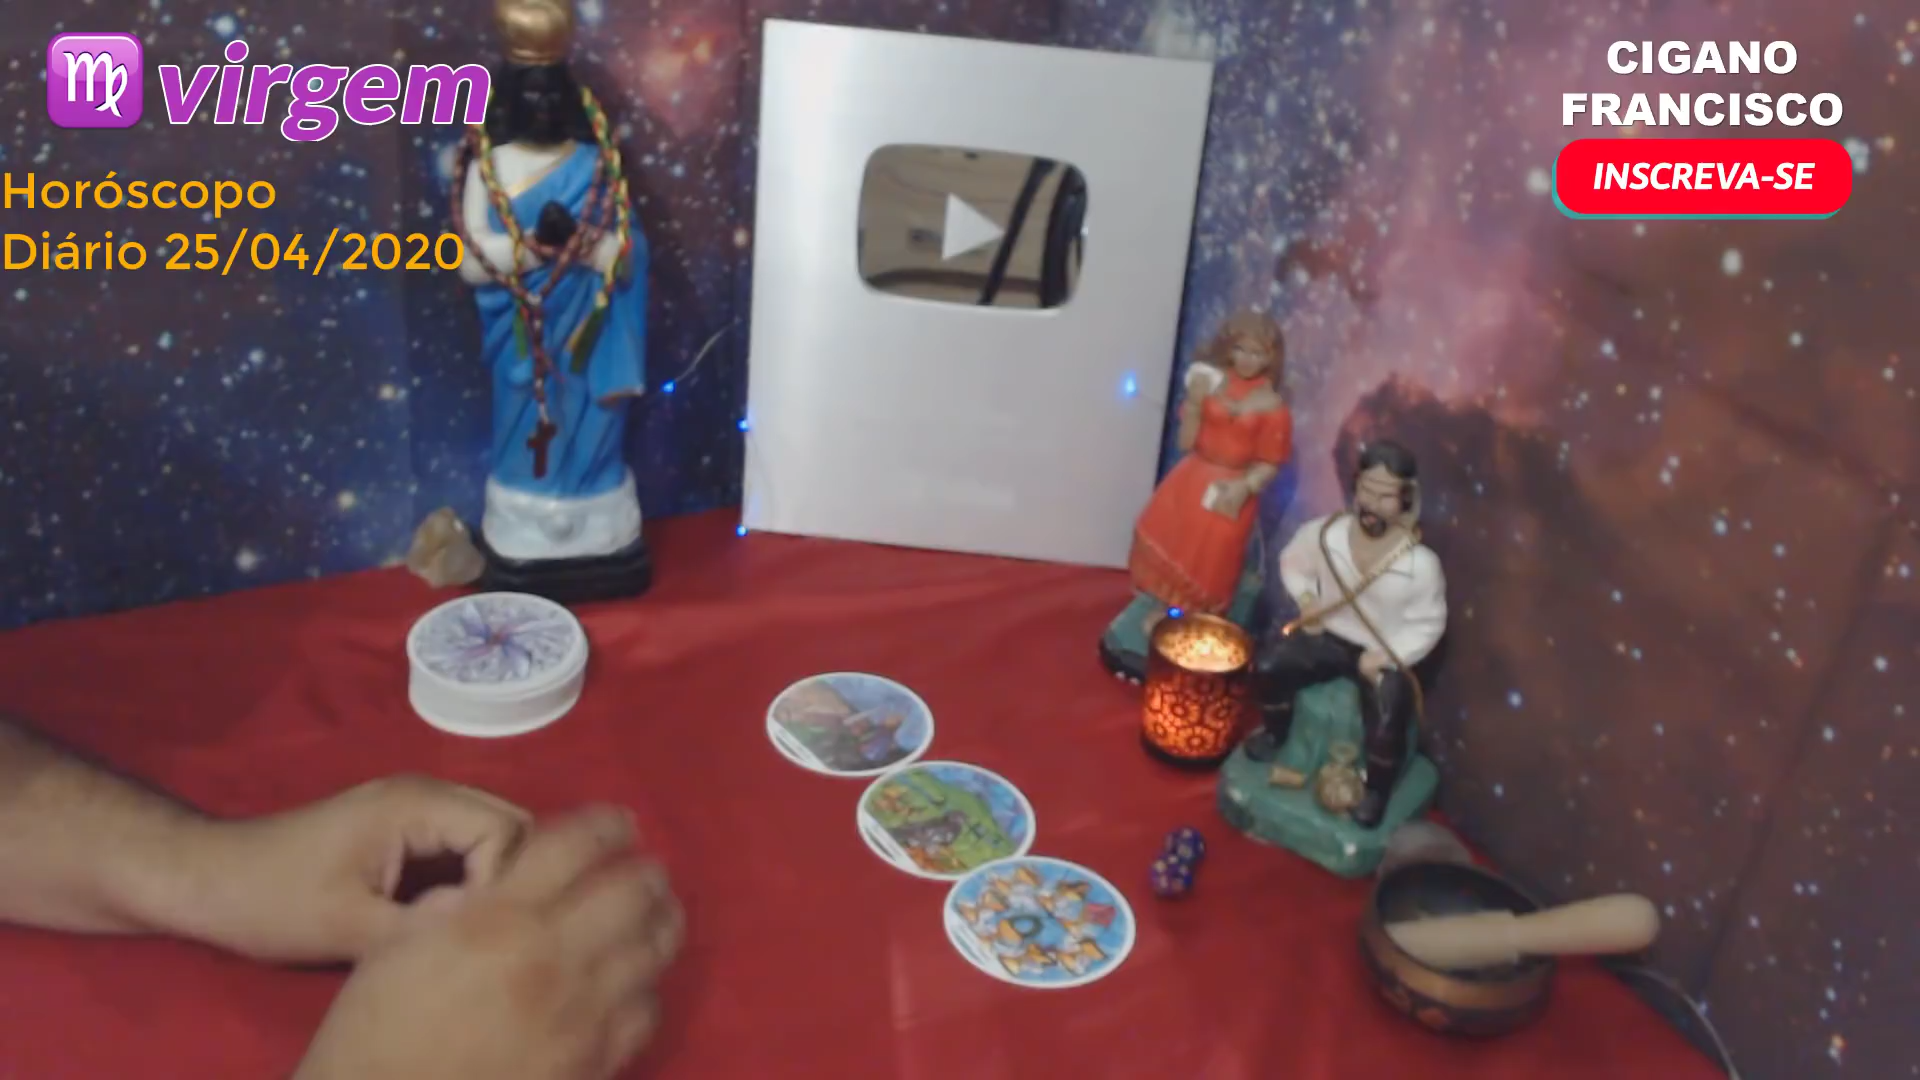 virgem
Horóscopo
Diário 25/04/2020
CIGANO
FRANCISCO
INSCREVA-SE